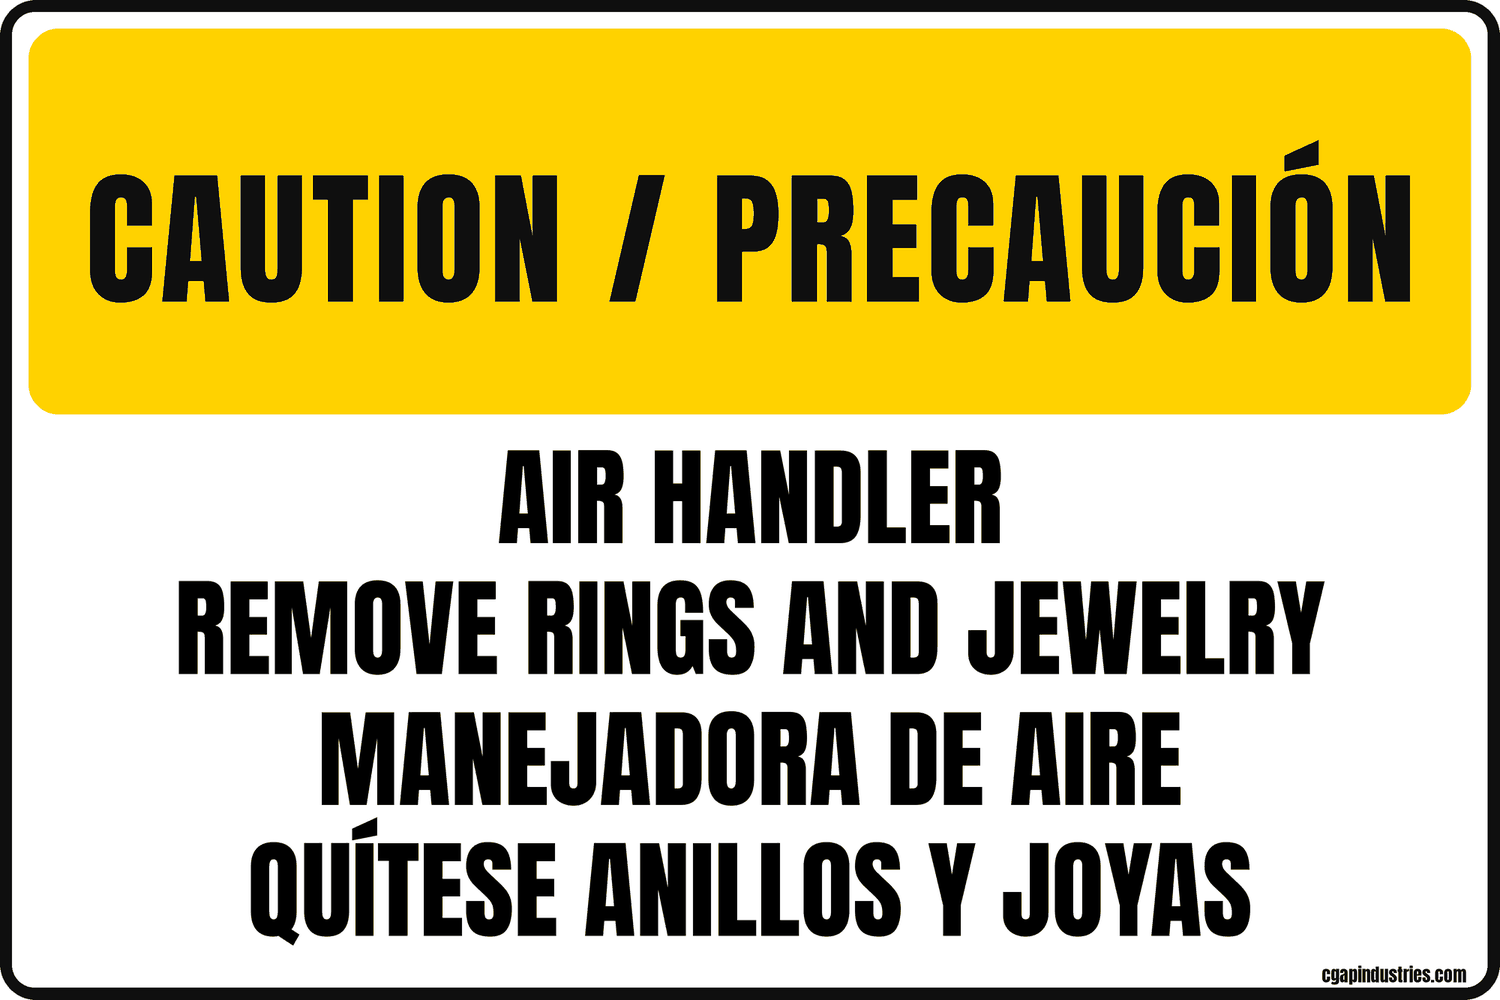 CAUTION / PRECAUCIÓN
AIR HANDLER
REMOVE RINGS AND JEWELRY
MANEJADORA DE AIRE
QUÍTESE ANILLOS Y JOYAS
cgapindustries.com